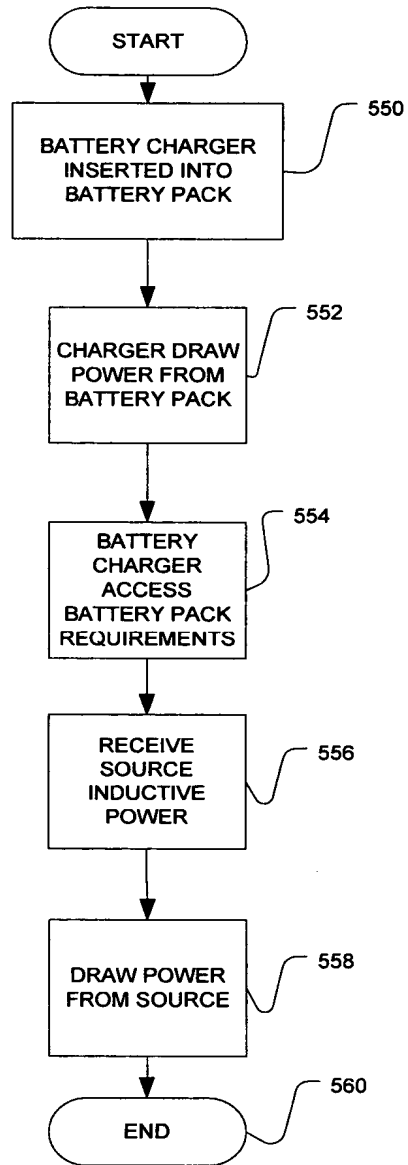 START
550
BATTERY CHARGER
INSERTED INTO
BATTERY PACK
552
CHARGER DRAW
POWER FROM
BATTERY PACK
554
BATTERY
CHARGER
ACCESS
BATTERY PACK
REQUIREMENTS
556
RECEIVE
SOURCE
INDUCTIVE
POWER
558
DRAW POWER
FROM SOURCE
560
END